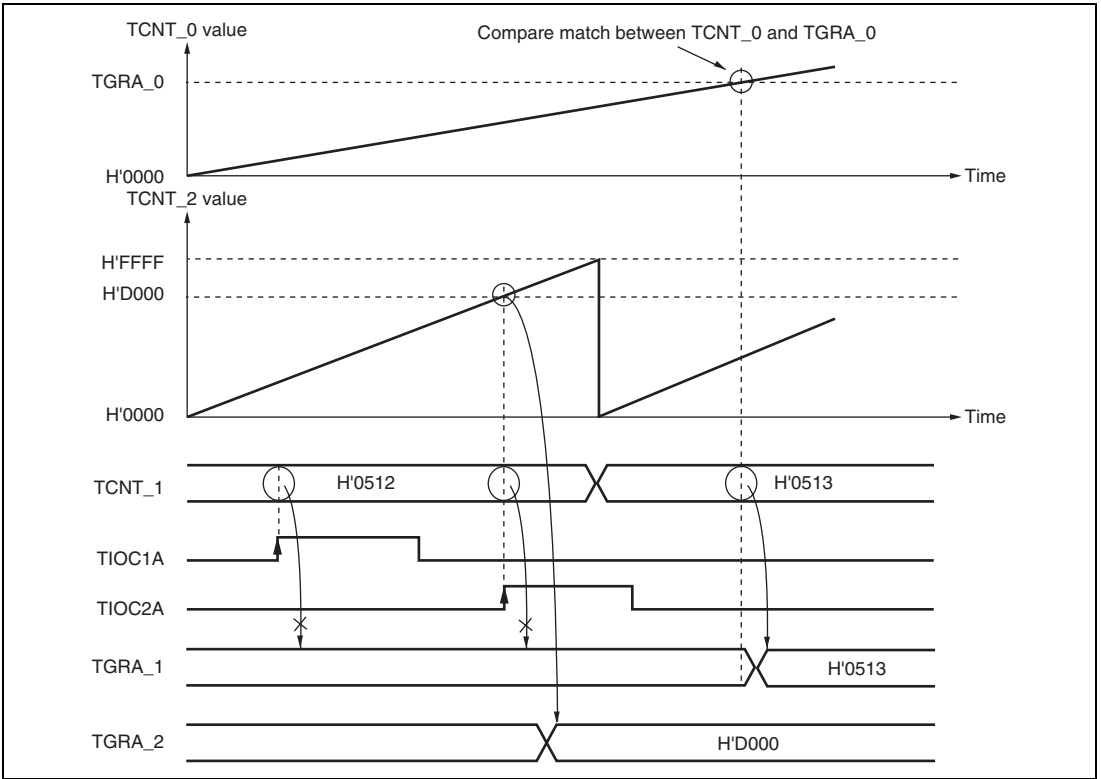 TCNT_0 value
Compare match between TCNT_0 and TGRA_0
TGRA_0
H'0000
Time
TCNT_2 value
H'FFFF
H'D000
H'0000
Time
TCNT_1
H'0512
H'0513
TIOC1A
TIOC2A
TGRA_1
H'0513
TGRA_2
H'D000